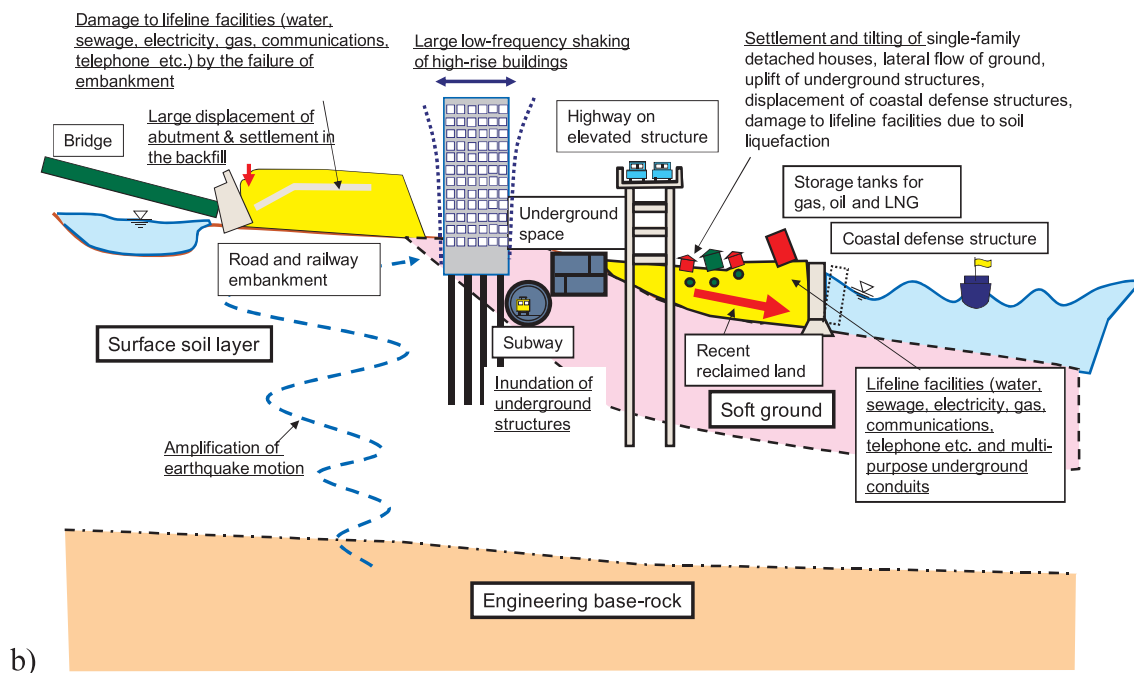 Damage to lifeline facilities (water,
sewage, electricity, gas, communications,
telephone etc.) by the failure of
embankment
Large low-frequency shaking
of high-rise buildings
Settlement and tilting of single-family
detached houses, lateral flow of ground,
uplift of underground structures,
displacement of coastal defense structures,
damage to lifeline facilities due to soil
liquefaction
Large displacement of
abutment & settlement in
the backfill
Bridge
Highway on
elevated structure
Storage tanks for
gas, oil and LNG
Underground
space
Coastal defense structure
Road and railway
embankment
Subway
Surface soil layer
Recent
reclaimed land
Inundation of
underground
structures
Soft ground
Lifeline facilities (water,
sewage, electricity, gas,
communications,
telephone etc. and multi-
purpose underground
conduits
Amplification of
earthquake motion
Engineering base-rock
b)